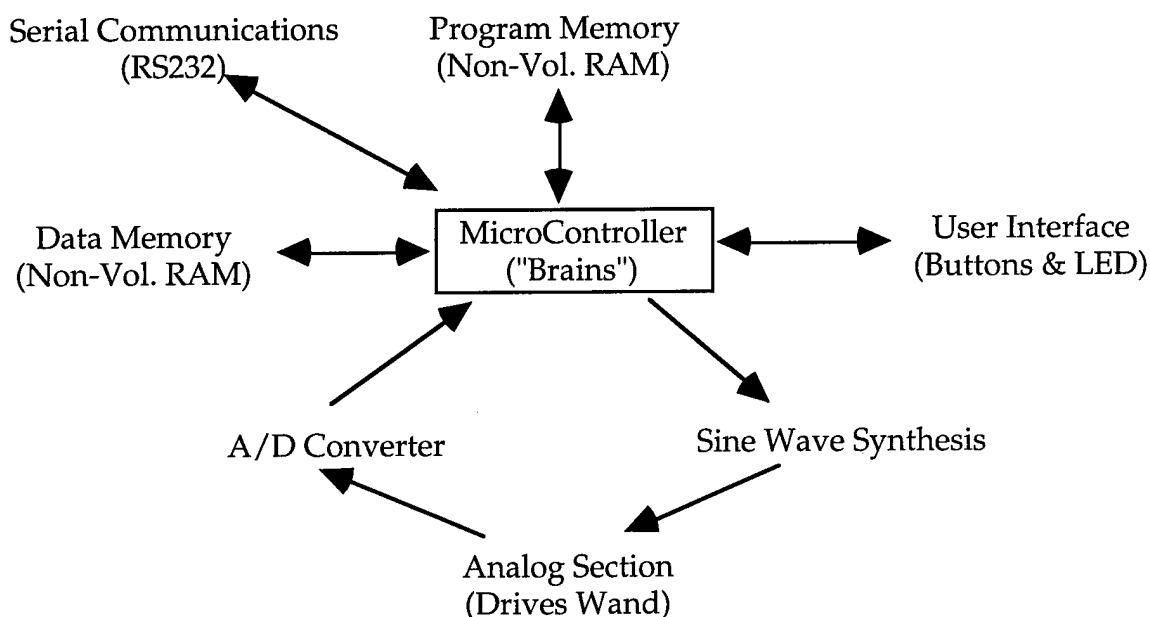 Serial Communications
(RS232)
Program Memory
(Non-Vol. RAM)
Data Memory
(Non-Vol. RAM)
MicroController
("Brains")
User Interface
(Buttons & LED)
A/D Converter
Sine Wave Synthesis
Analog Section
(Drives Wand)